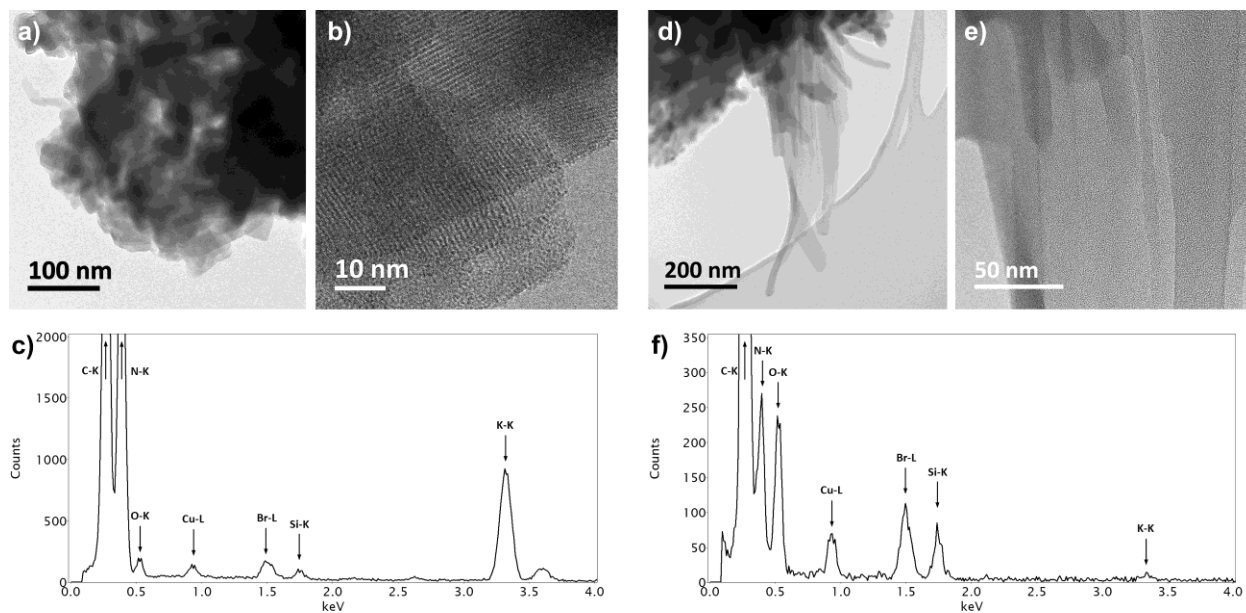 a)
100 nm
b)
10 nm
d)
200 nm
e)
50 nm
c)
2000
1500
1000
500
0
Counts
C-K
N-K
O-K
Cu-L
Br-L
Si-K
K-K
0.0 1.0 1.5 2.0 2.5 3.0 3.5 4.0
keV
f)
350
300
250
200
150
100
50
0
Counts
C-K
N-K
O-K
Cu-L
Br-L
Si-K
K-K
0.0 0.5 1.0 1.5 2.0 2.5 3.0 3.5 4.0
keV